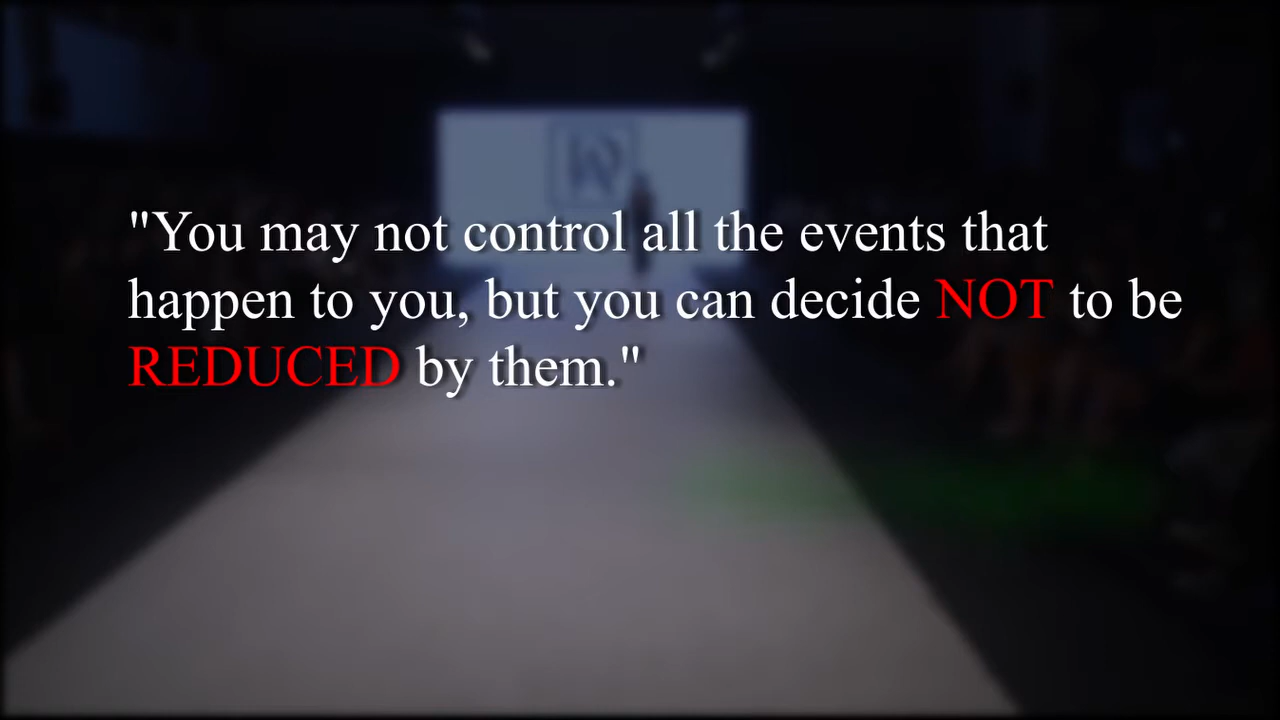 "You may not control all the events that
happen to you, but you can decide NOT to be
REDUCED by them."